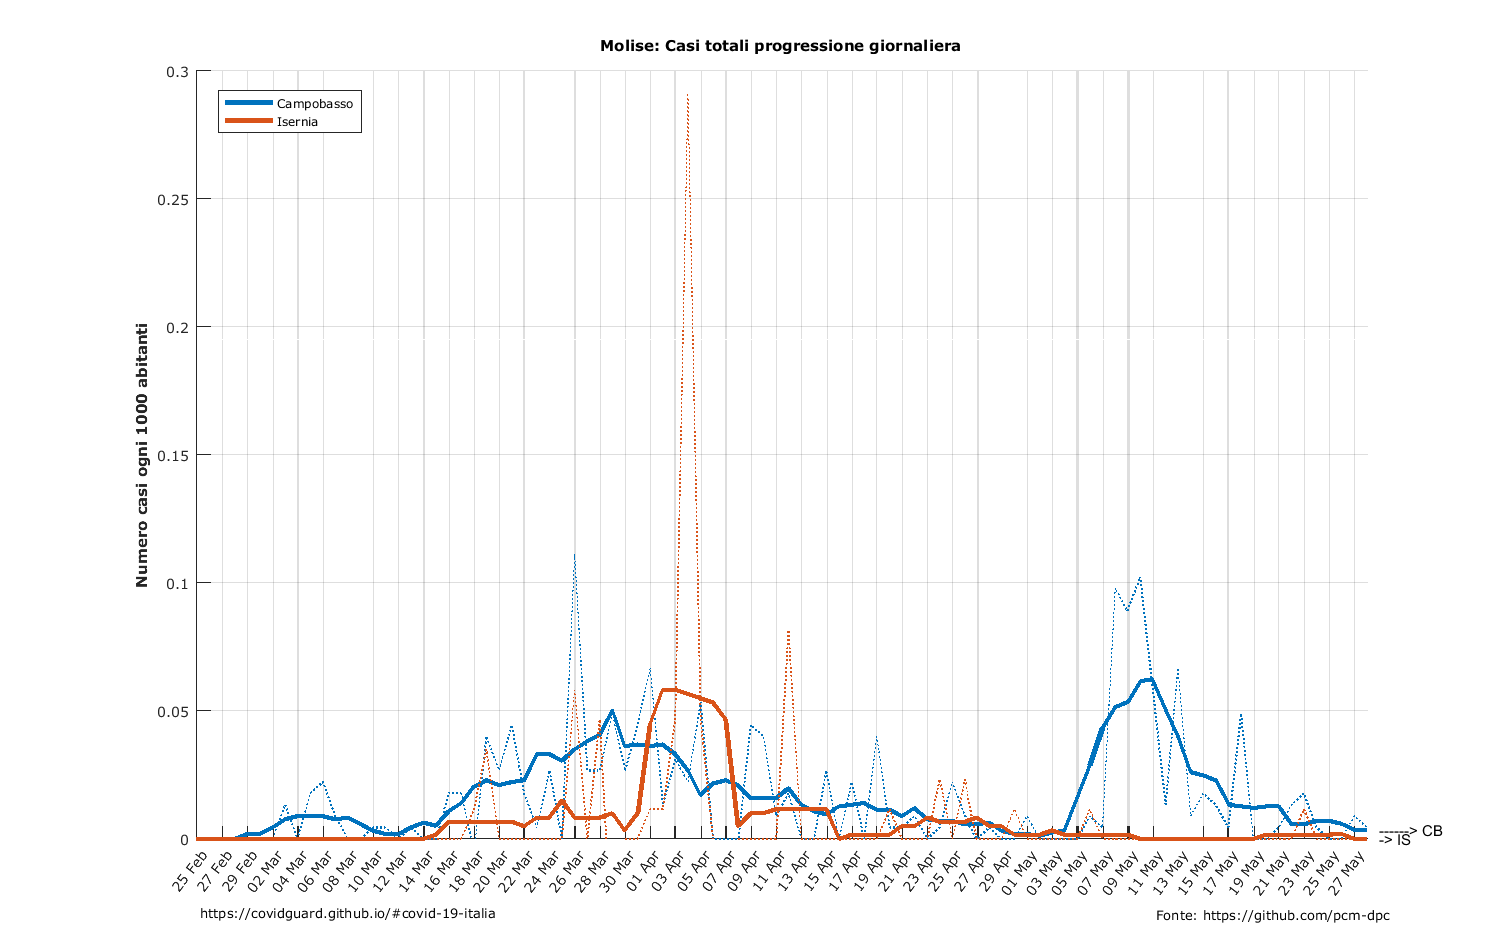 Molise: Casi totali progressione giornaliera
Campobasso
Isernia
Numero casi ogni 1000 abitanti
0.3
0.25
0.2
0.15
0.1
0.05
0
25 Feb
27 Feb
29 Feb
02 Mar
04 Mar
06 Mar
08 Mar
10 Mar
12 Mar
14 Mar
16 Mar
18 Mar
20 Mar
22 Mar
24 Mar
26 Mar
28 Mar
30 Mar
01 Apr
03 Apr
05 Apr
07 Apr
09 Apr
11 Apr
13 Apr
15 Apr
17 Apr
19 Apr
21 Apr
23 Apr
25 Apr
27 Apr
29 Apr
01 May
03 May
05 May
07 May
09 May
11 May
13 May
15 May
17 May
19 May
21 May
23 May
25 May
27 May
------> CB
-> IS
https://covidguard.github.io/#covid-19-italia
Fonte: https://github.com/pcm-dpc